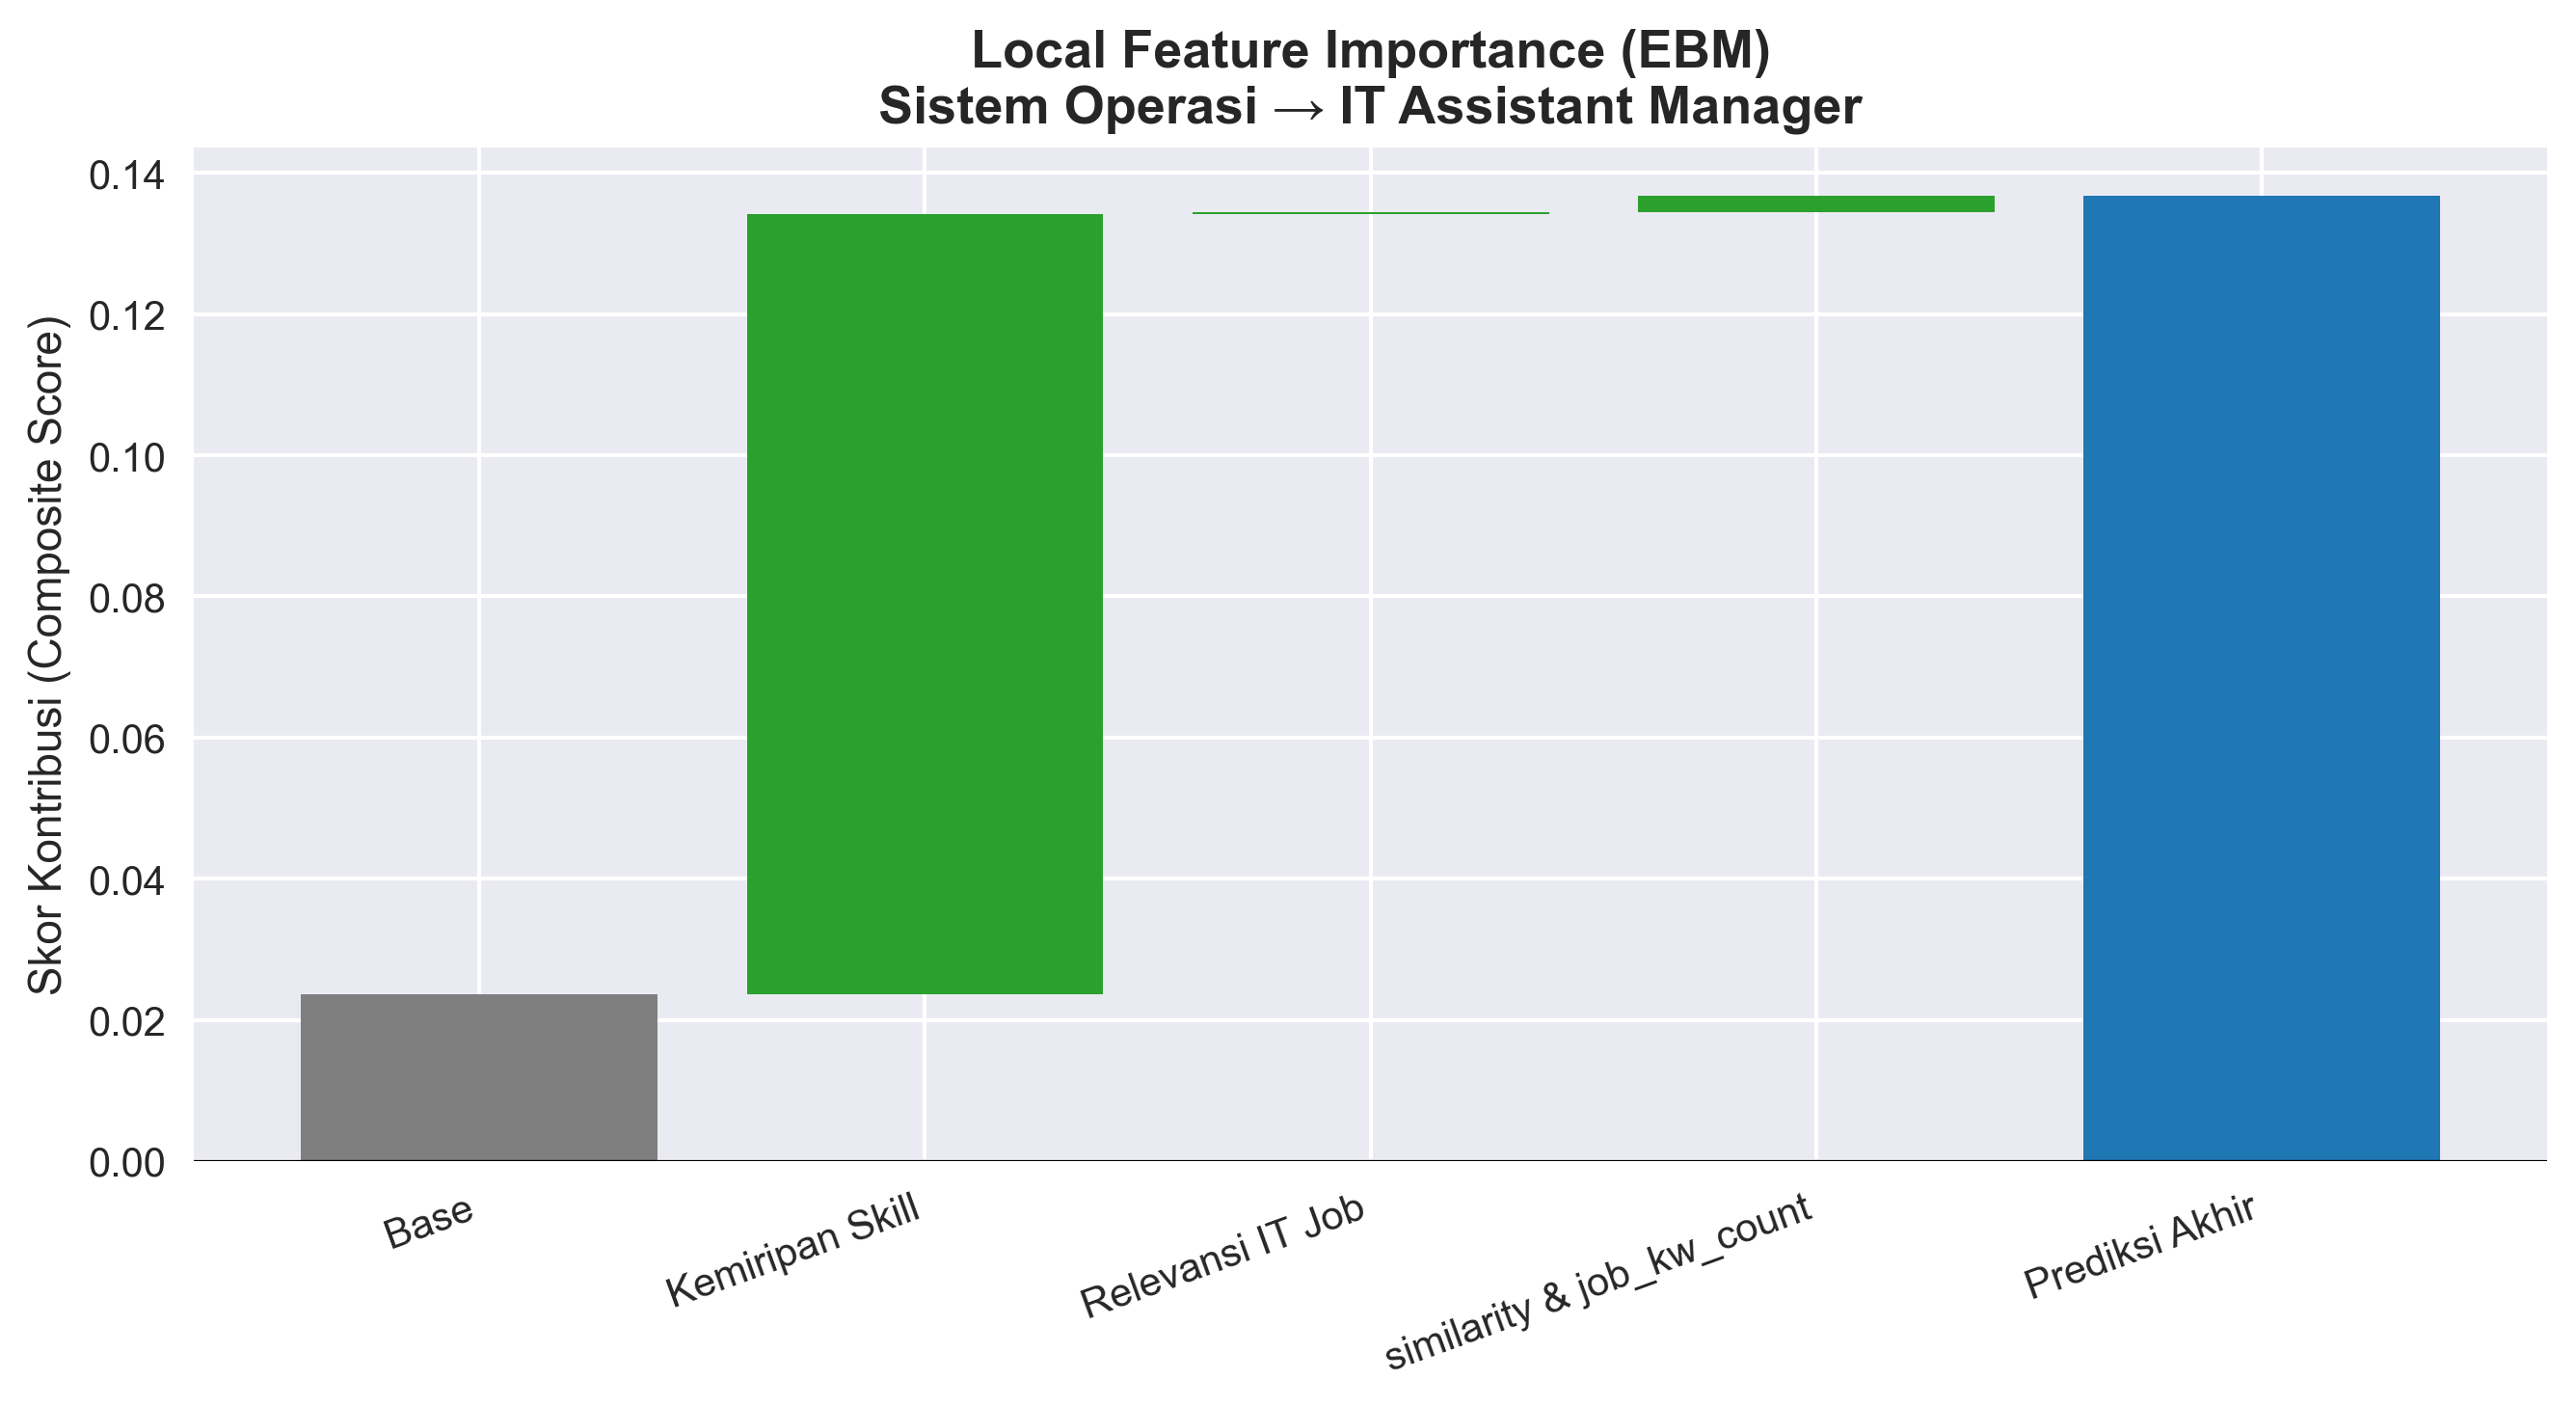 Local Feature Importance (EBM)
Sistem Operasi → IT Assistant Manager
Skor Kontribusi (Composite Score)
0.14
0.12
0.10
0.08
0.06
0.04
0.02
0.00
Base
Kemiripan Skill
Relevansi IT Job
similarity & job_kw_count
Prediksi Akhir